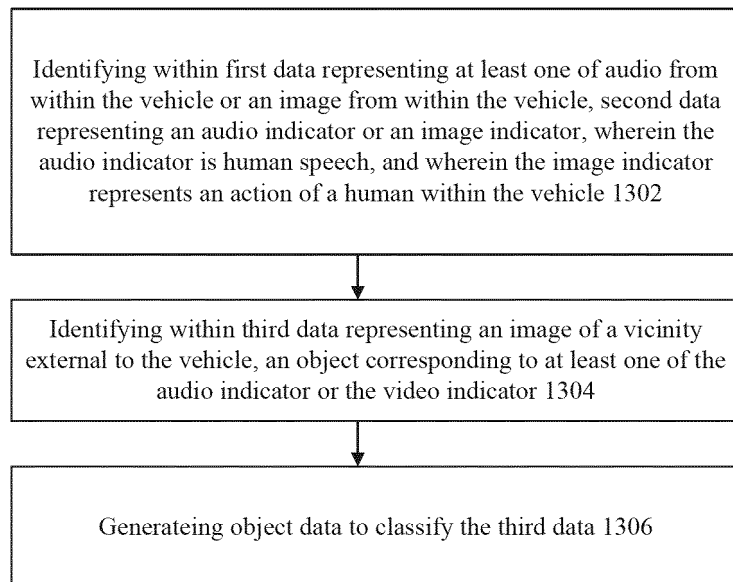 Identifying within first data representing at least one of audio from
within the vehicle or an image from within the vehicle, second data
representing an audio indicator or an image indicator, wherein the
audio indicator is human speech, and wherein the image indicator
represents an action of a human within the vehicle 1302
Identifying within third data representing an image of a vicinity
external to the vehicle, an object corresponding to at least one of the
audio indicator or the video indicator 1304
Generateing object data to classify the third data 1306